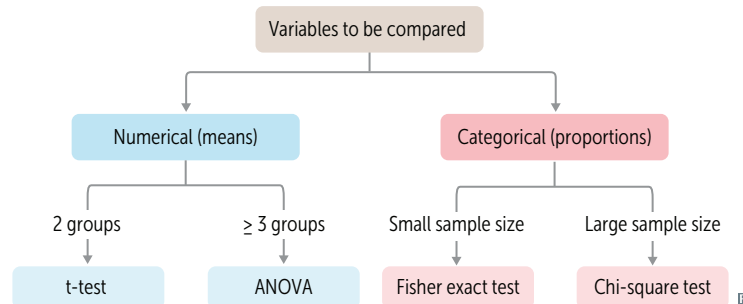 Variables to be compared
Numerical (means)
Categorical (proportions)
2 groups
≥ 3 groups
Small sample size
Large sample size
t-test
ANOVA
Fisher exact test
Chi-square test